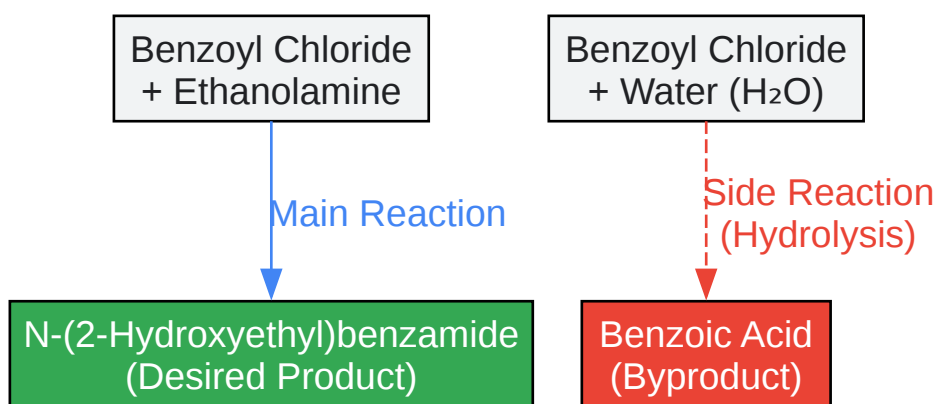 Benzoyl Chloride
+ Ethanolamine
Benzoyl Chloride
+ Water (H₂O)
Main Reaction
Side Reaction
(Hydrolysis)
N-(2-Hydroxyethyl)benzamide
(Desired Product)
Benzoic Acid
(Byproduct)